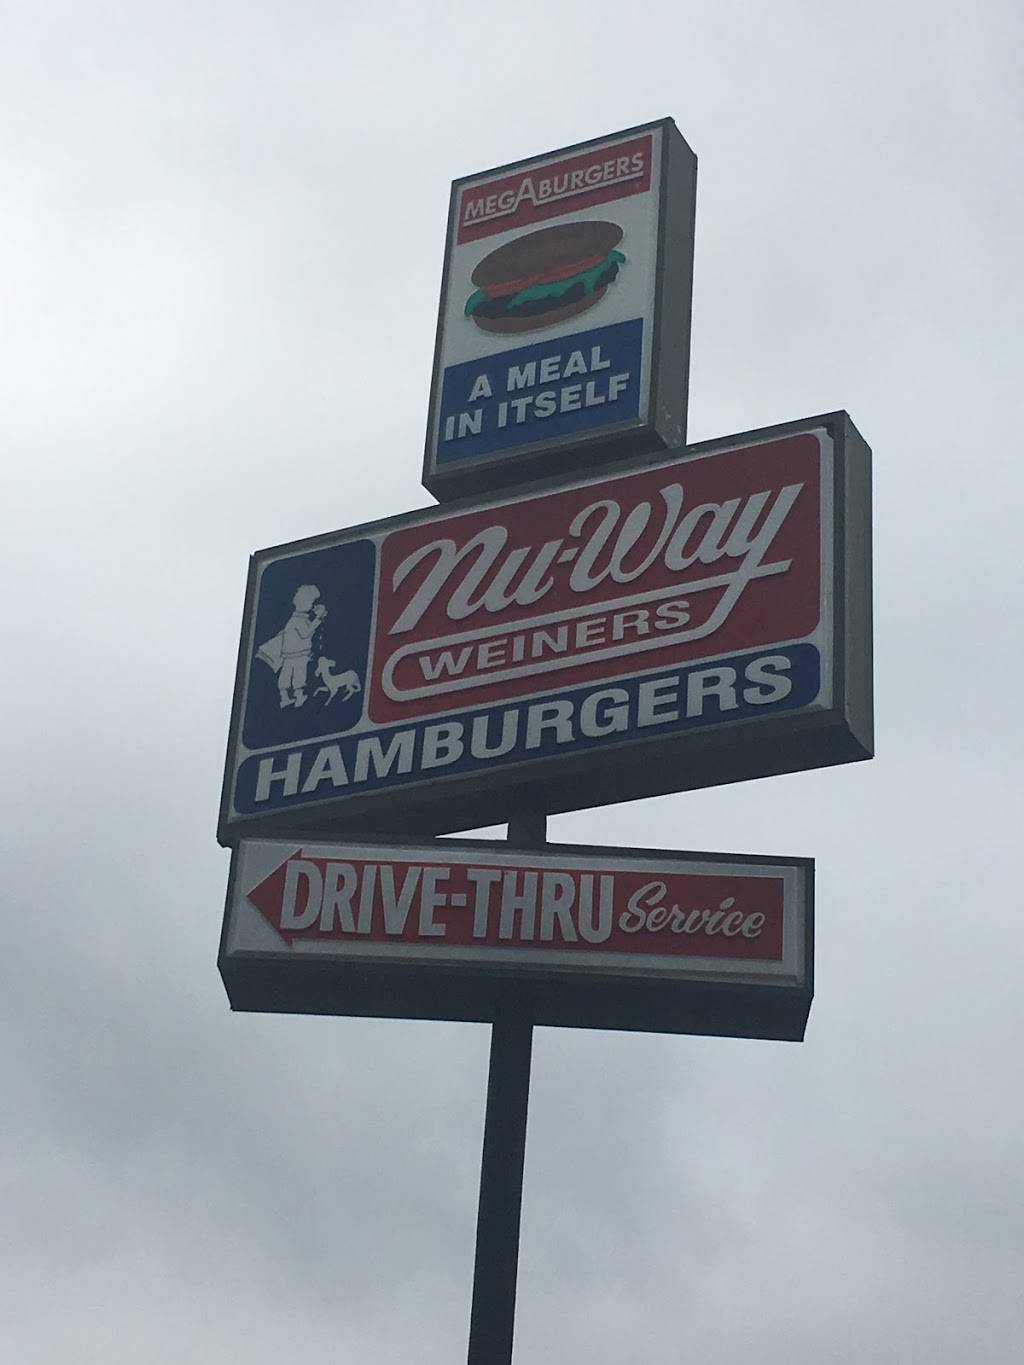 MEGABURGERS
A MEAL
IN ITSELF
Nu-Way
WEINERS
HAMBURGERS
DRIVE-THRU Service